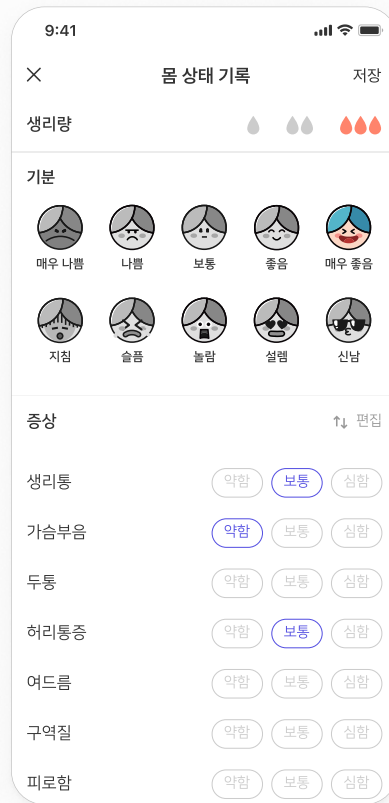 9:41
몸 상태 기록 저장
생리량
기분
매우 나쁨 나쁨 보통 좋음 매우 좋음
지침 슬픔 놀람 설렘 신남
증상 편집
생리통 약함 보통 심함
가슴부음 약함 보통 심함
두통 약함 보통 심함
허리통증 약함 보통 심함
여드름 약함 보통 심함
구역질 약함 보통 심함
피로함 약함 보통 심함